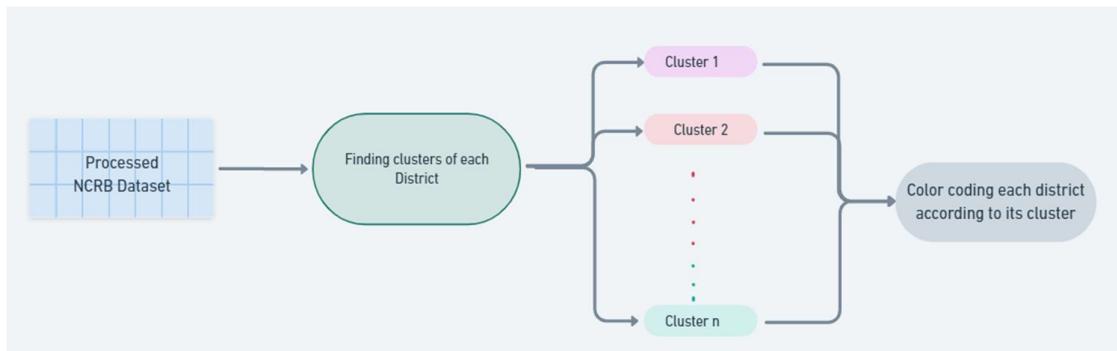 Processed
NCRB Dataset
Finding clusters of each
District
Cluster 1
Cluster 2
Cluster n
Color coding each district
according to its cluster